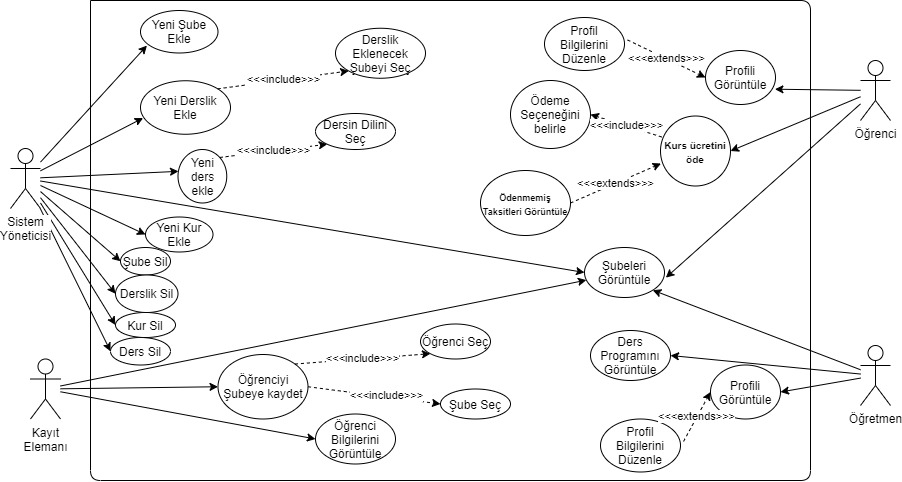 Yeni Şube
Ekle
Derslik
Eklenecek
Şubeyi Seç
<<<include>>>
Yeni Derslik
Ekle
Dersin Dilini
Seç
<<<include>>>
Yeni
ders
ekle
Sistem
Yöneticisi
Yeni Kur
Ekle
Şube Sil
Derslik Sil
Kur Sil
Ders Sil
Profil
Bilgilerini
Düzenle
<<<extends>>>
Profili
Görüntüle
Öğrenci
Ödeme
Seçeneğini
belirle
<<<include>>>
Kurs ücretini
öde
<<<extends>>>
Ödenmemiş
Taksitleri Görüntüle
Şubeleri
Görüntüle
Öğrenci Seç
<<<include>>>
Öğrenciyi
Şubeye kaydet
<<<include>>>
Şube Seç
Kayıt
Elemanı
Öğrenci
Bilgilerini
Görüntüle
Ders
Programını
Görüntüle
Profili
Görüntüle
<<<extends>>>
Profil
Bilgilerini
Düzenle
Öğretmen